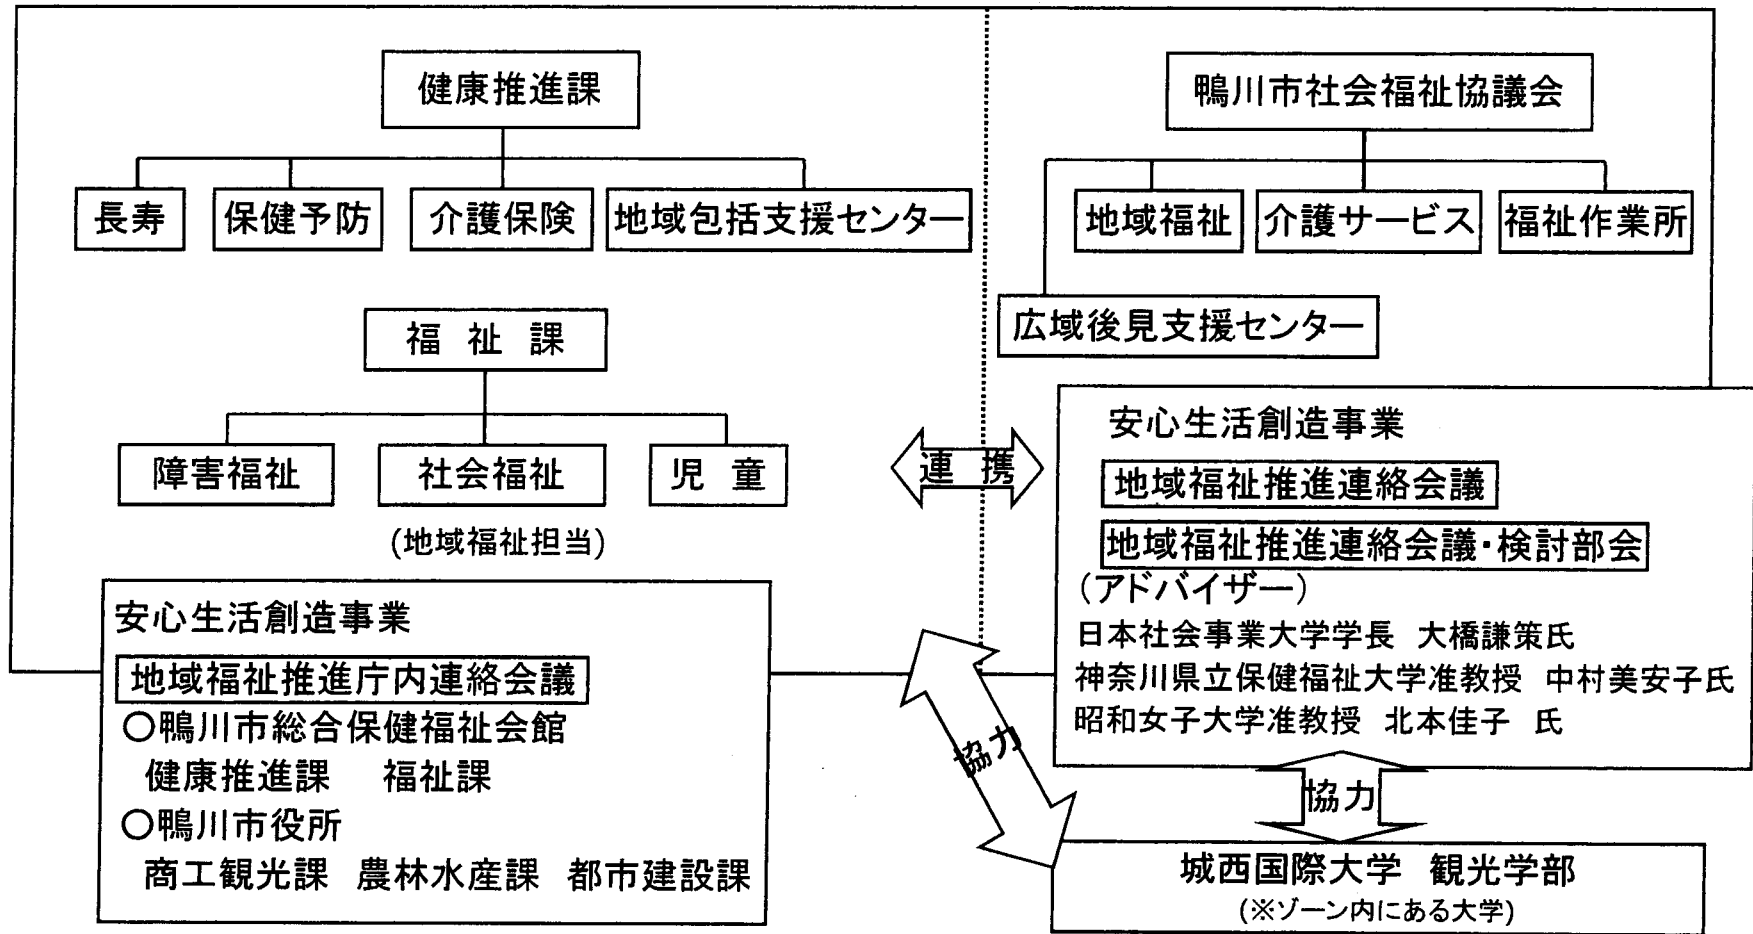 健康推進課
長寿
保健予防
介護保険
地域包括支援センター
福 祉 課
障害福祉
社会福祉
児 童
(地域福祉担当)
安心生活創造事業
地域福祉推進庁内連絡会議
○鴨川市総合保健福祉会館
健康推進課 福祉課
○鴨川市役所
商工観光課 農林水産課 都市建設課
連 携
協力
鴨川市社会福祉協議会
地域福祉
介護サービス
福祉作業所
広域後見支援センター
安心生活創造事業
地域福祉推進連絡会議
地域福祉推進連絡会議・検討部会
(アドバイザー)
日本社会事業大学学長 大橋謙策氏
神奈川県立保健福祉大学准教授 中村美安子氏
昭和女子大学准教授 北本佳子 氏
協力
城西国際大学 観光学部
(※ゾーン内にある大学)